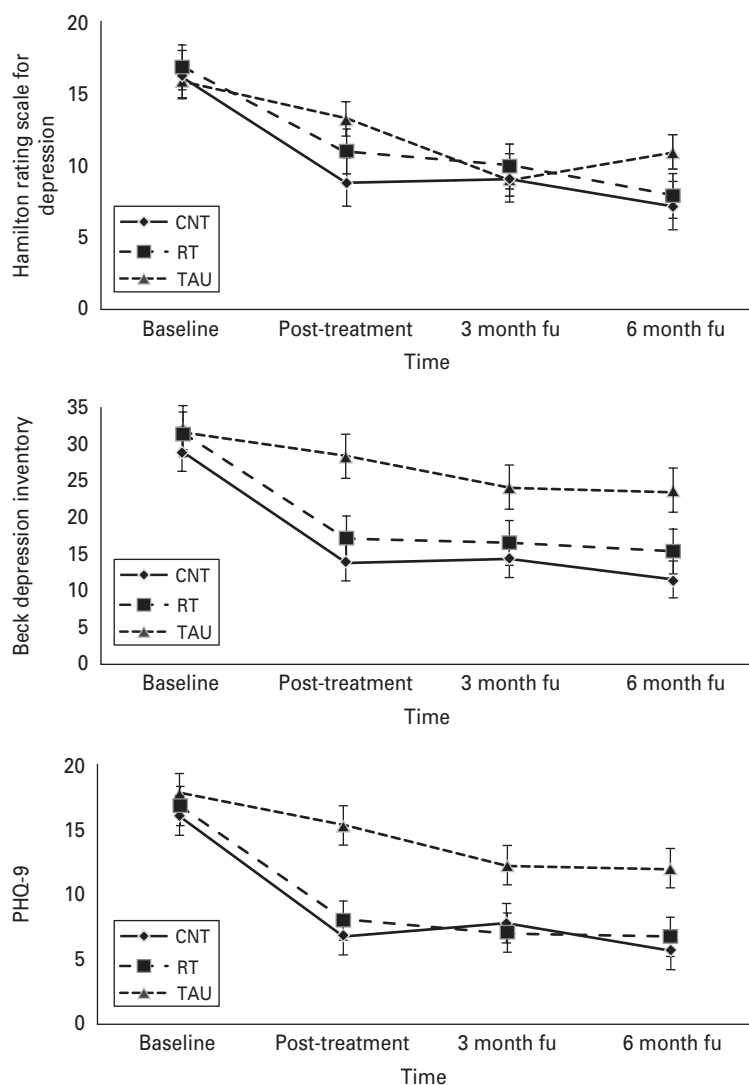 Hamilton rating scale for
depression
20
15
10
5
0
CNT
RT
TAU
Baseline
Post-treatment
3 month fu
6 month fu
Time
Beck depression inventory
35
30
25
20
15
10
5
0
CNT
RT
TAU
Baseline
Post-treatment
3 month fu
6 month fu
Time
PHQ-9
20
15
10
5
0
CNT
RT
TAU
Baseline
Post-treatment
3 month fu
6 month fu
Time